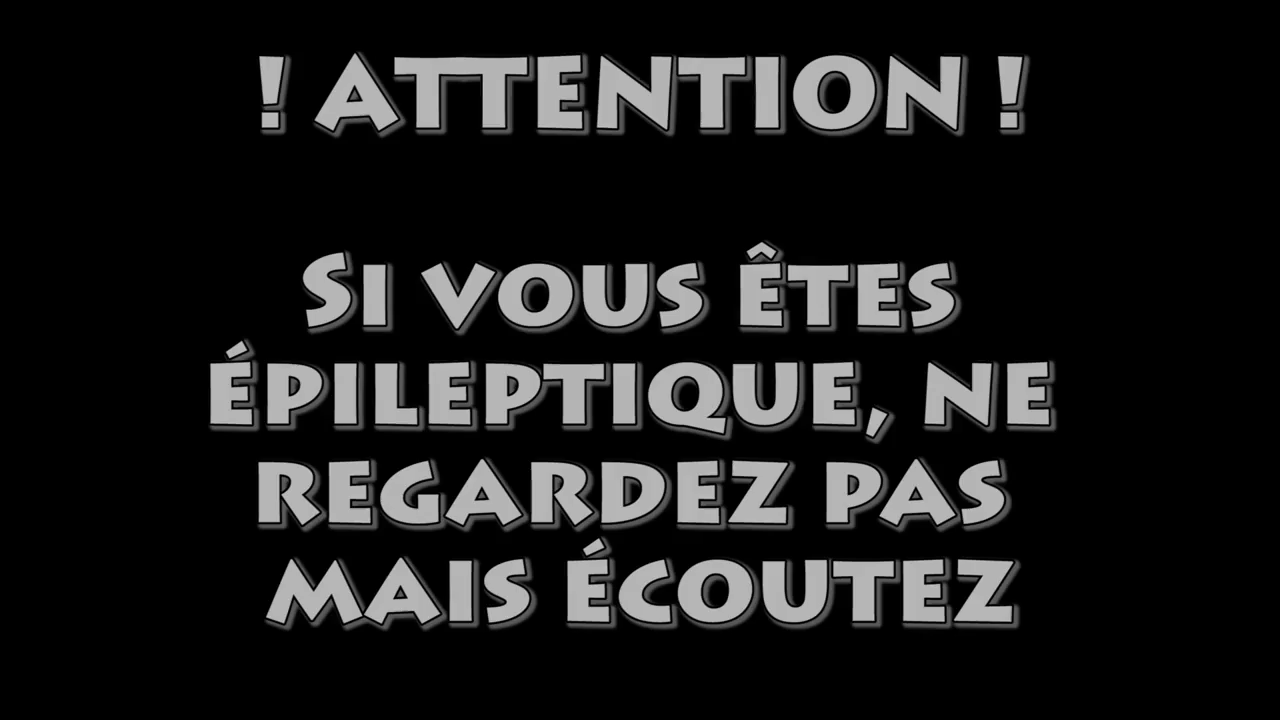 ! ATTENTION !
SI VOUS ÊTES
ÉPILEPTIQUE, NE
REGARDEZ PAS
MAIS ÉCOUTEZ